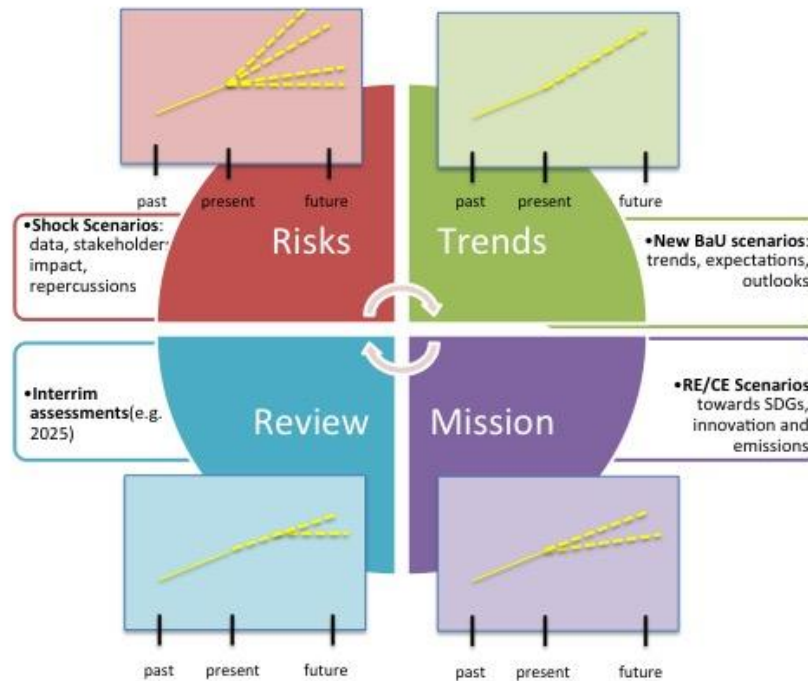 past present future
past present future
•Shock Scenarios:
data, stakeholder
impact,
repercussions
Risks
Trends
•New BaU scenarios:
trends, expectations,
outlooks
•Interrim
assessments(e.g.
2025)
Review
Mission
•RE/CE Scenarios
towards SDGs,
innovation and
emissions
past present future
past present future